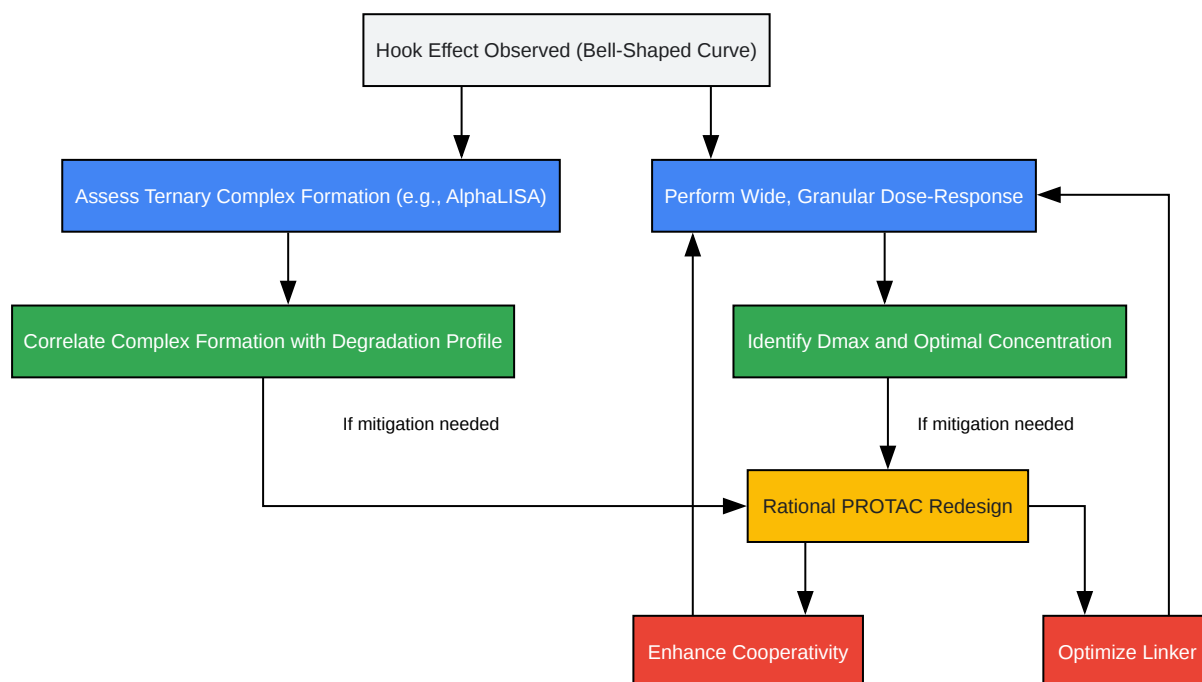 Hook Effect Observed (Bell-Shaped Curve)
Assess Ternary Complex Formation (e.g., AlphaLISA)
Perform Wide, Granular Dose-Response
Correlate Complex Formation with Degradation Profile
Identify Dmax and Optimal Concentration
If mitigation needed
If mitigation needed
Rational PROTAC Redesign
Enhance Cooperativity
Optimize Linker